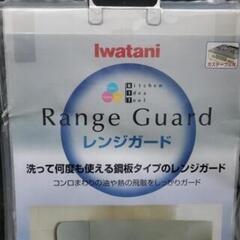 Iwatani
Kitchen
Idea
Tool
Range Guard
レンジガード
洗って何度も使える鋼板タイプのレンジガード
コンロまわりの油や熱の飛散をしっかりガード